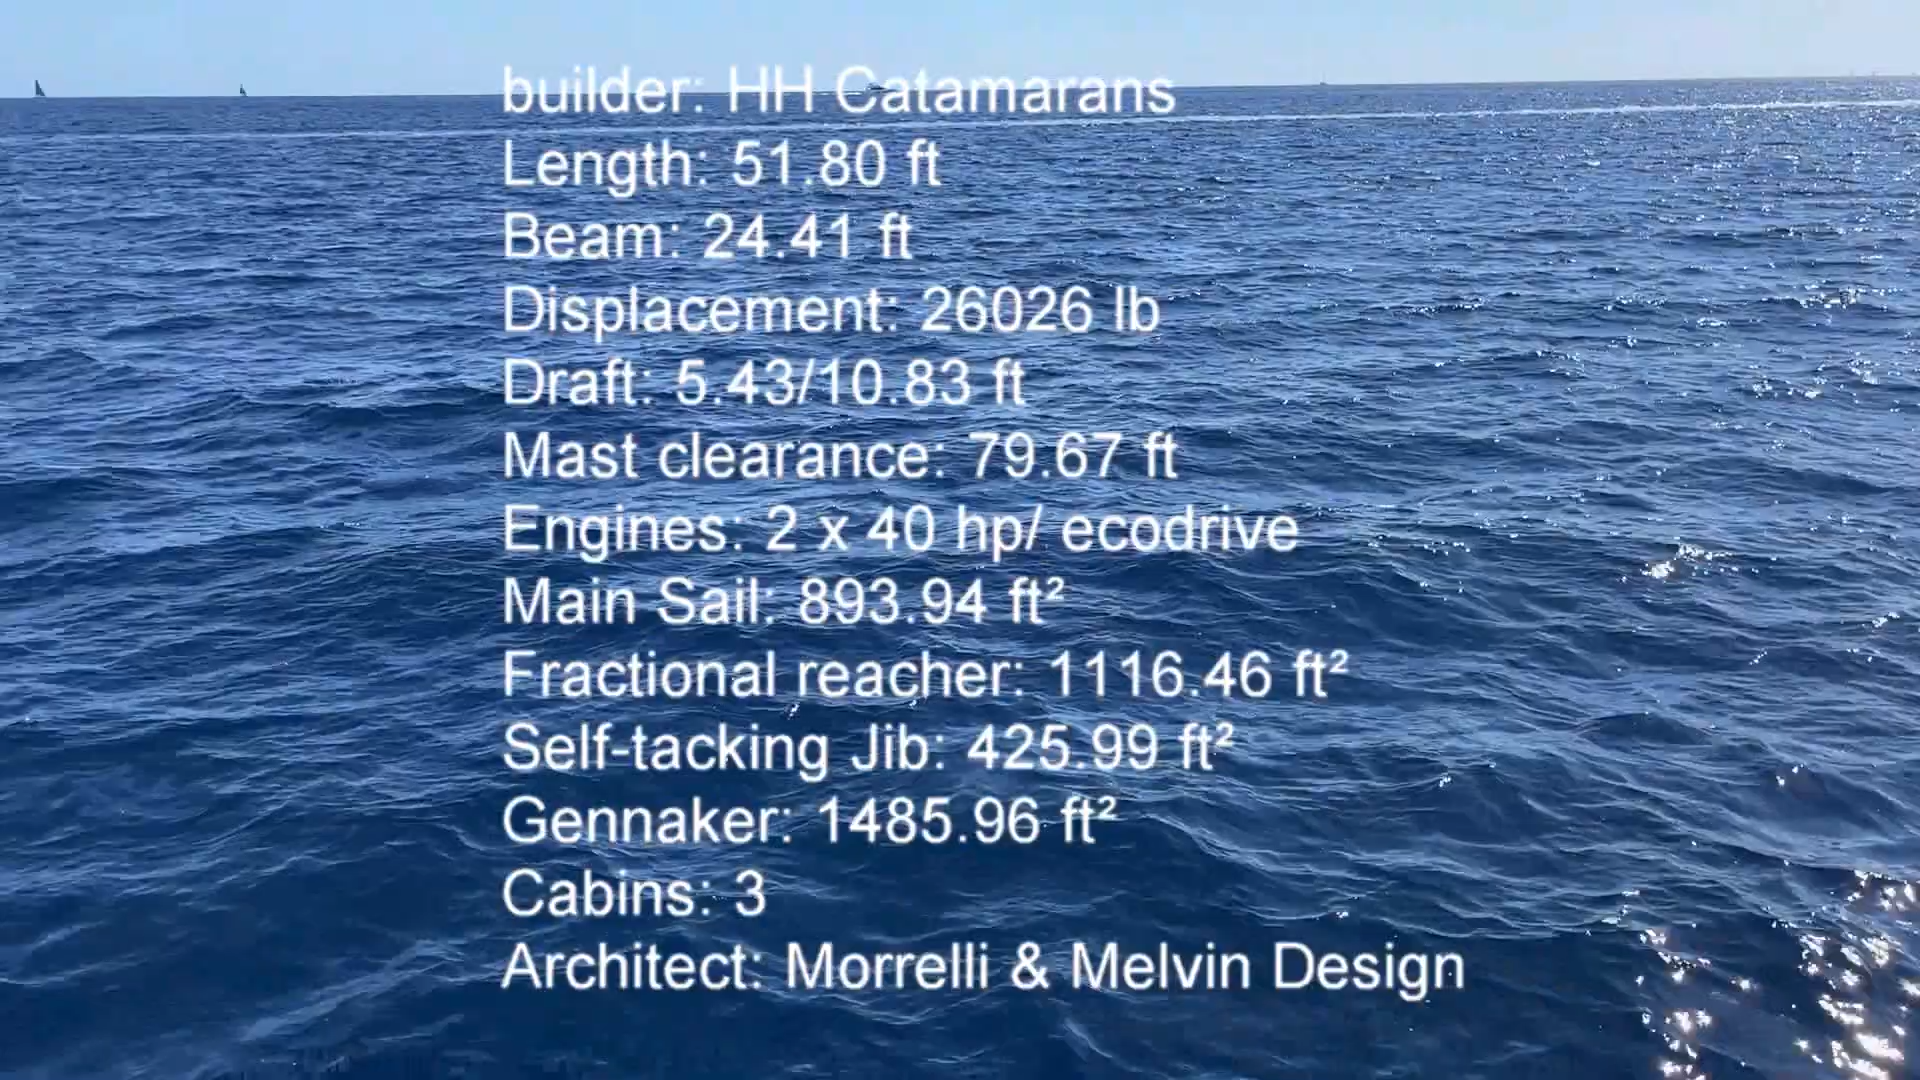 builder: HH Catamarans
Length: 51.80 ft
Beam: 24.41 ft
Displacement: 26026 lb
Draft: 5.43/10.83 ft
Mast clearance: 79.67 ft
Engines: 2 x 40 hp/ ecodrive
Main Sail: 893.94 ft²
Fractional reacher: 1116.46 ft²
Self-tacking Jib: 425.99 ft²
Gennaker: 1485.96 ft²
Cabins: 3
Architect: Morrelli & Melvin Design